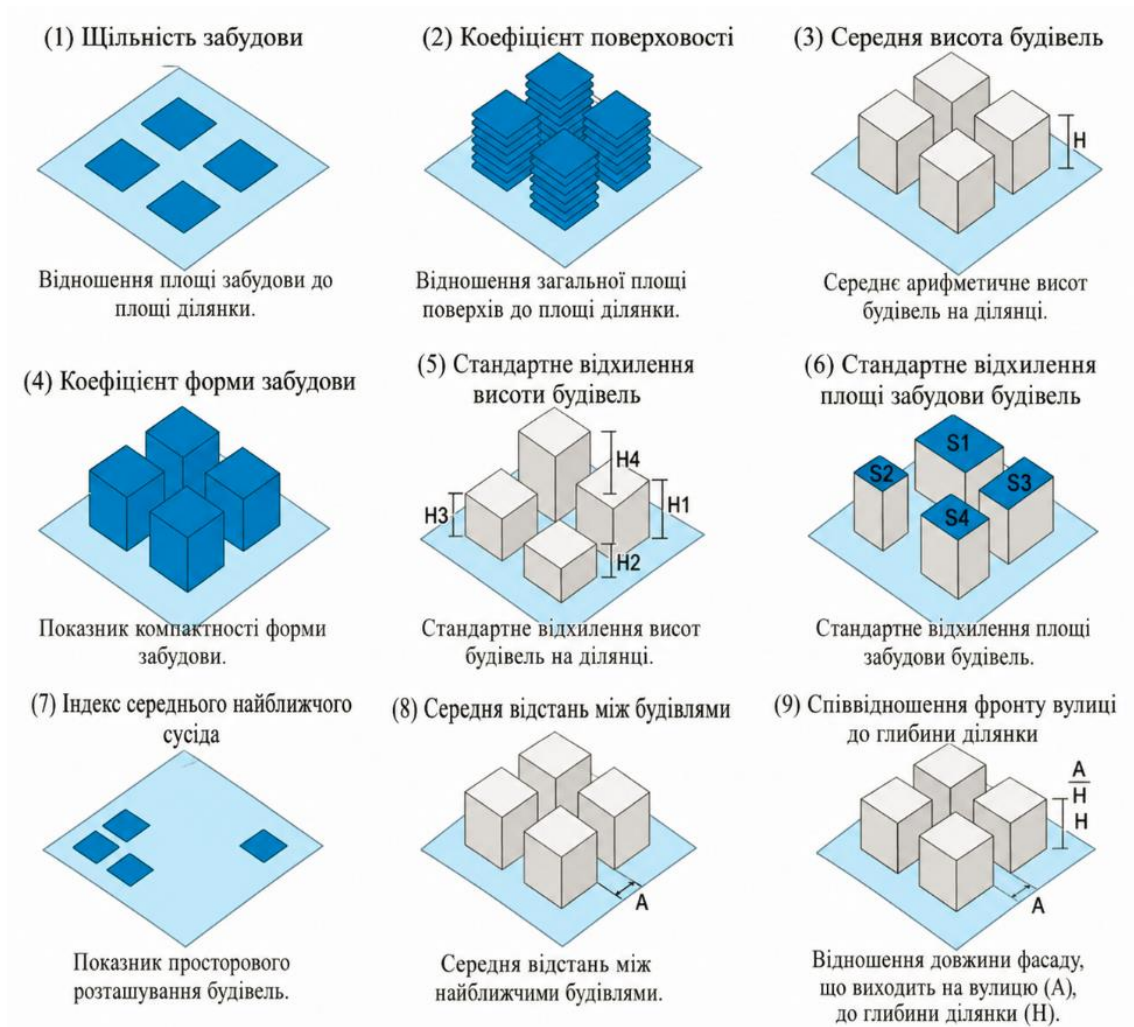 (1) Щільність забудови
Відношення площі забудови до
площі ділянки.
(2) Коефіцієнт поверховості
Відношення загальної площі
поверхів до площі ділянки.
(3) Середня висота будівель
H
Середнє арифметичне висот
будівель на ділянці.
(4) Коефіцієнт форми забудови
Показник компактності форми
забудови.
(5) Стандартне відхилення
висоти будівель
H4
H3
H1
H2
Стандартне відхилення висот
будівель на ділянці.
(6) Стандартне відхилення
площі забудови будівель
S1
S2
S3
S4
Стандартне відхилення площі
забудови будівель.
(7) Індекс середнього найближчого
сусіда
Показник просторового
розташування будівель.
(8) Середня відстань між будівлями
A
Середня відстань між
найближчими будівлями.
(9) Співвідношення фронту вулиці
до глибини ділянки
A
H
H
A
Відношення довжини фасаду,
що виходить на вулицю (A),
до глибини ділянки (H).